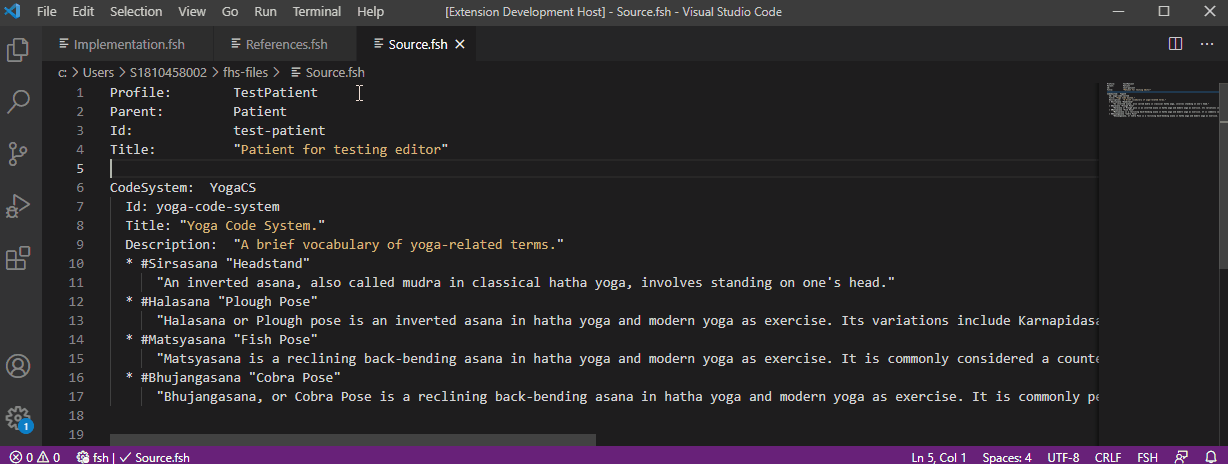 File Edit Selection View Go Run Terminal Help [Extension Development Host] - Source.fsh - Visual Studio Code
Implementation.fsh References.fsh Source.fsh
c: > Users > S1810458002 > fhs-files > Source.fsh
1 Profile: TestPatient
2 Parent: Patient
3 Id: test-patient
4 Title: "Patient for testing editor"
5
6 CodeSystem: YogaCS
7 Id: yoga-code-system
8 Title: "Yoga Code System."
9 Description: "A brief vocabulary of yoga-related terms."
10 * #Sirsasana "Headstand"
11 "An inverted asana, also called mudra in classical hatha yoga, involves standing on one's head."
12 * #Halasana "Plough Pose"
13 "Halasana or Plough pose is an inverted asana in hatha yoga and modern yoga as exercise. Its variations include Karnapidasa
14 * #Matsyasana "Fish Pose"
15 "Matsyasana is a reclining back-bending asana in hatha yoga and modern yoga as exercise. It is commonly considered a counte
16 * #Bhujangasana "Cobra Pose"
17 "Bhujangasana, or Cobra Pose is a reclining back-bending asana in hatha yoga and modern yoga as exercise. It is commonly pe
18
19
1
0 0 fsh | ✓ Source.fsh Ln 5, Col 1 Spaces: 4 UTF-8 CRLF FSH